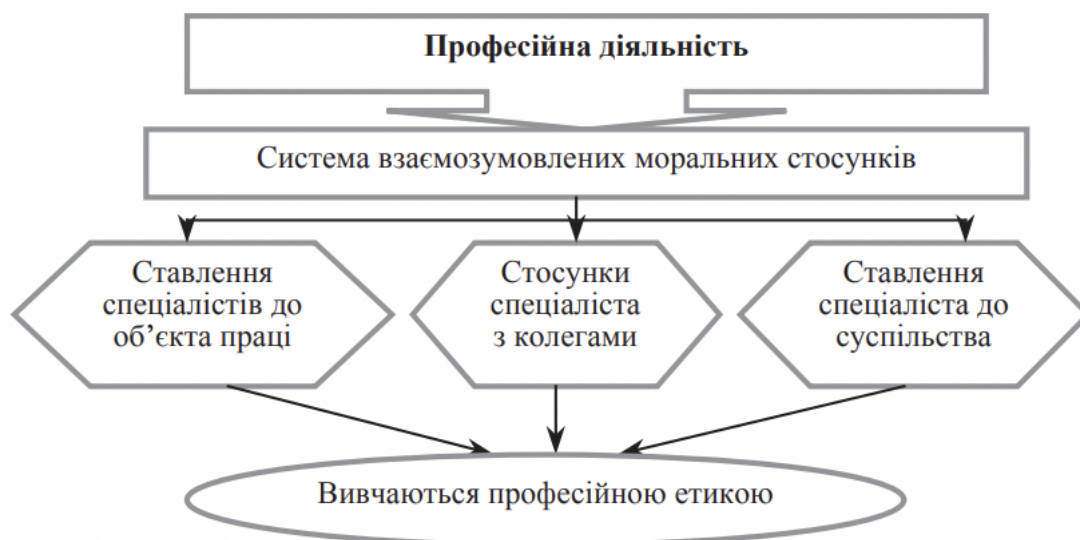 Професійна діяльність
Система взаємозумовлених моральних стосунків
Ставлення
спеціалістів до
об’єкта праці
Стосунки
спеціаліста
з колегами
Ставлення
спеціаліста до
суспільства
Вивчаються професійною етикою